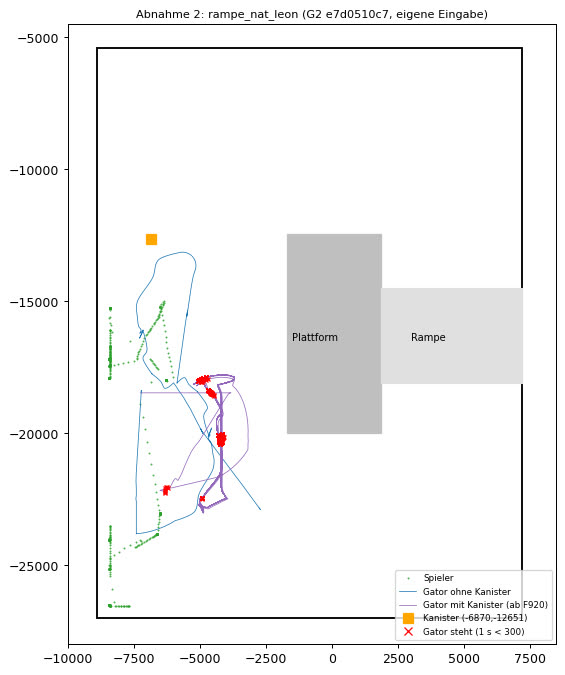 Abnahme 2: rampe_nat_leon (G2 e7d0510c7, eigene Eingabe)
−5000
−10000
−15000
−20000
−25000
Plattform
Rampe
Spieler
Gator ohne Kanister
Gator mit Kanister (ab F920)
Kanister (-6870,-12651)
Gator steht (1 s < 300)
−10000 −7500 −5000 −2500 0 2500 5000 7500